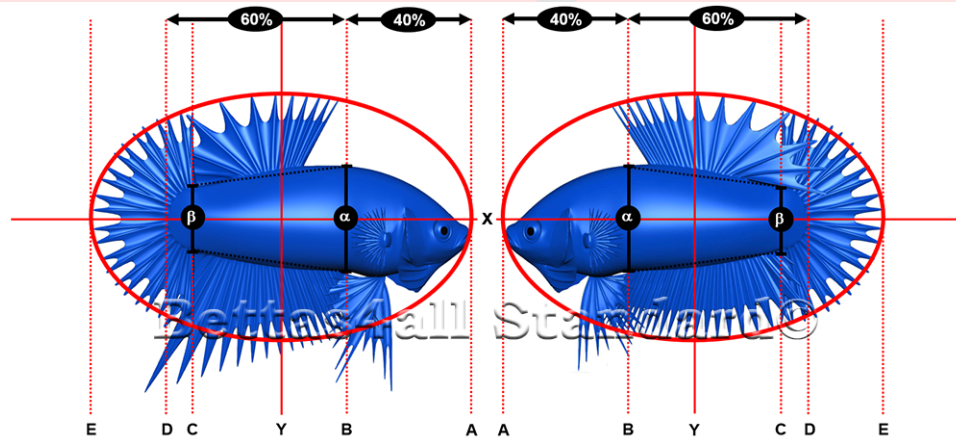 60% 40% 40% 60%
β α X α β
Bettas4all Standard©
E D C Y B A A B Y C D E